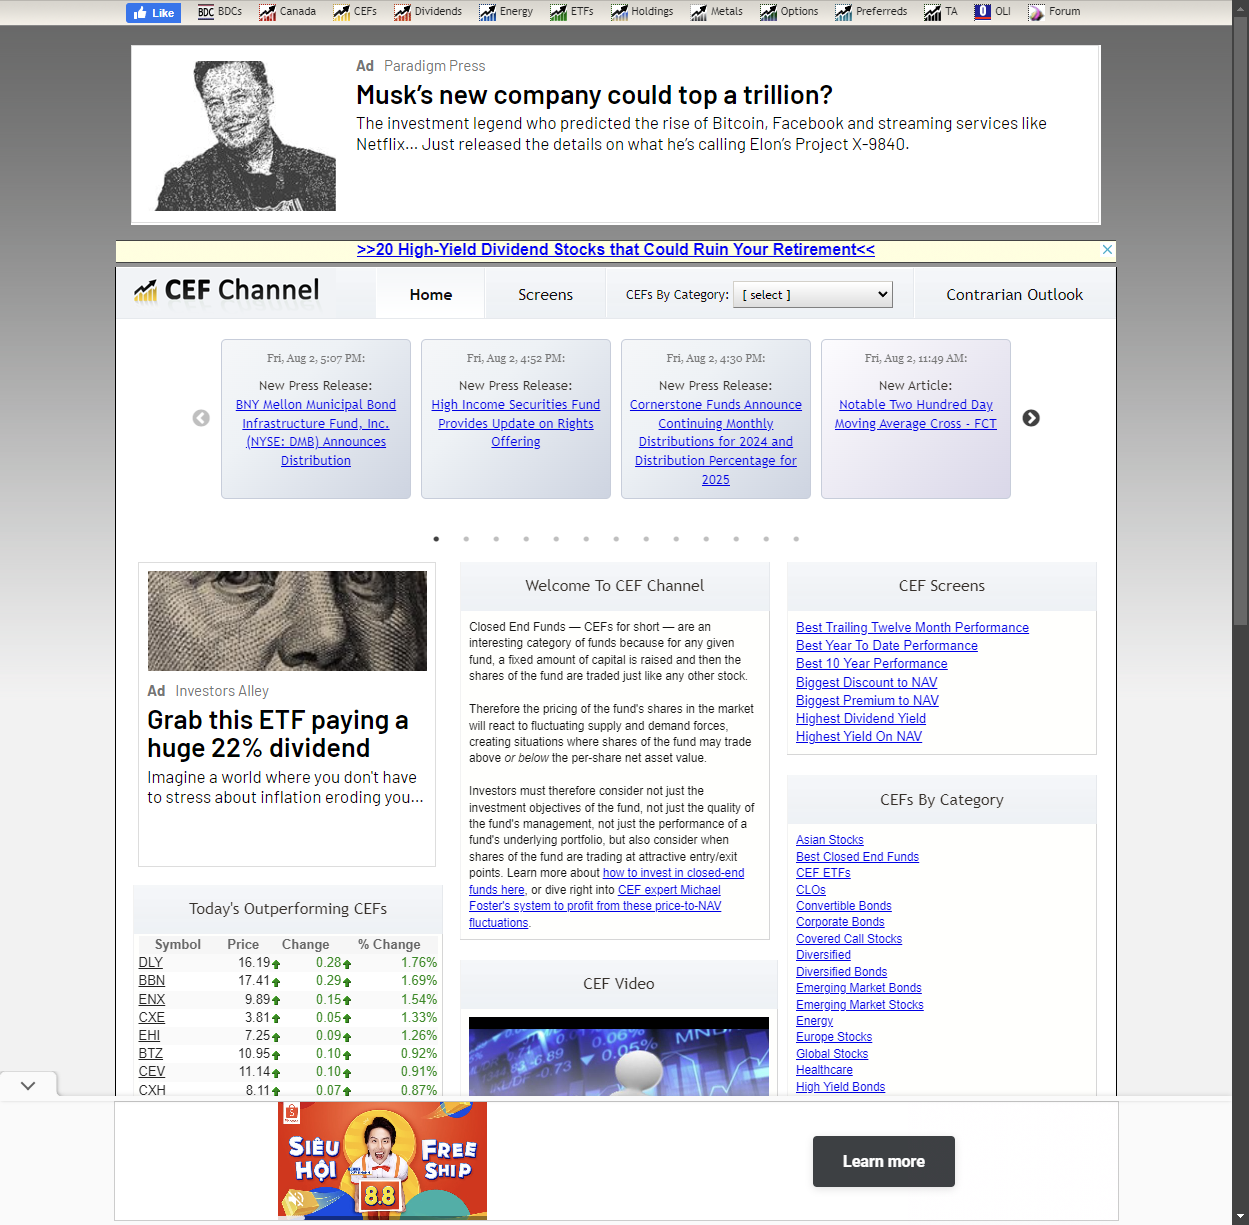 Like BDCs Canada CEFs Dividends Energy ETFs Holdings Metals Options Preferreds TA OLI Forum
Ad Paradigm Press
Musk's new company could top a trillion?
The investment legend who predicted the rise of Bitcoin, Facebook and streaming services like
Netflix... Just released the details on what he's calling Elon's Project X-9840.
>>20 High-Yield Dividend Stocks that Could Ruin Your Retirement<<
CEF Channel
Home
Screens
CEFs By Category: [ select ]
Contrarian Outlook
Fri, Aug 2, 5:07 PM:
New Press Release:
BNY Mellon Municipal Bond
Infrastructure Fund, Inc.
(NYSE: DMB) Announces
Distribution
Fri, Aug 2, 4:52 PM:
New Press Release:
High Income Securities Fund
Provides Update on Rights
Offering
Fri, Aug 2, 4:30 PM:
New Press Release:
Cornerstone Funds Announce
Continuing Monthly
Distributions for 2024 and
Distribution Percentage for
2025
Fri, Aug 2, 11:49 AM:
New Article:
Notable Two Hundred Day
Moving Average Cross - FCT
Ad Investors Alley
Grab this ETF paying a
huge 22% dividend
Imagine a world where you don't have
to stress about inflation eroding you...
Today's Outperforming CEFs
Symbol Price Change % Change
DLY 16.19 0.28 1.76%
BBN 17.41 0.29 1.69%
ENX 9.89 0.15 1.54%
CXE 3.81 0.05 1.33%
EHI 7.25 0.09 1.26%
BTZ 10.95 0.10 0.92%
CEV 11.14 0.10 0.91%
CXH 8.11 0.07 0.87%
Welcome To CEF Channel
Closed End Funds — CEFs for short — are an
interesting category of funds because for any given
fund, a fixed amount of capital is raised and then the
shares of the fund are traded just like any other stock.
Therefore the pricing of the fund's shares in the market
will react to fluctuating supply and demand forces,
creating situations where shares of the fund may trade
above or below the per-share net asset value.
Investors must therefore consider not just the
investment objectives of the fund, not just the quality of
the fund's management, not just the performance of a
fund's underlying portfolio, but also consider when
shares of the fund are trading at attractive entry/exit
points. Learn more about how to invest in closed-end
funds here, or dive right into CEF expert Michael
Foster's system to profit from these price-to-NAV
fluctuations.
CEF Video
CEF Screens
Best Trailing Twelve Month Performance
Best Year To Date Performance
Best 10 Year Performance
Biggest Discount to NAV
Biggest Premium to NAV
Highest Dividend Yield
Highest Yield On NAV
CEFs By Category
Asian Stocks
Best Closed End Funds
CEF ETFs
CLOs
Convertible Bonds
Corporate Bonds
Covered Call Stocks
Diversified
Diversified Bonds
Emerging Market Bonds
Emerging Market Stocks
Energy
Europe Stocks
Global Stocks
Healthcare
High Yield Bonds
SIÊU
HỘI
FREE
SHIP
8.8
Learn more